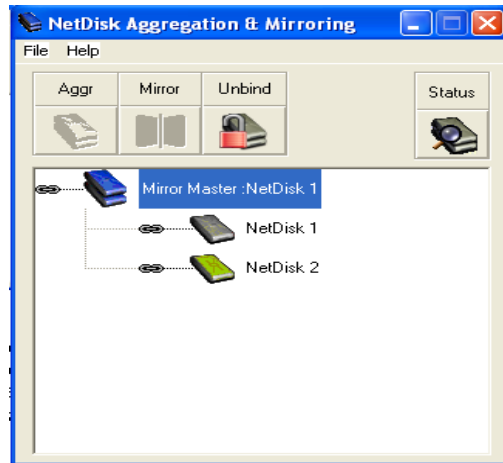 NetDisk Aggregation & Mirroring
File Help
Aggr Mirror Unbind Status
Mirror Master :NetDisk 1
NetDisk 1
NetDisk 2